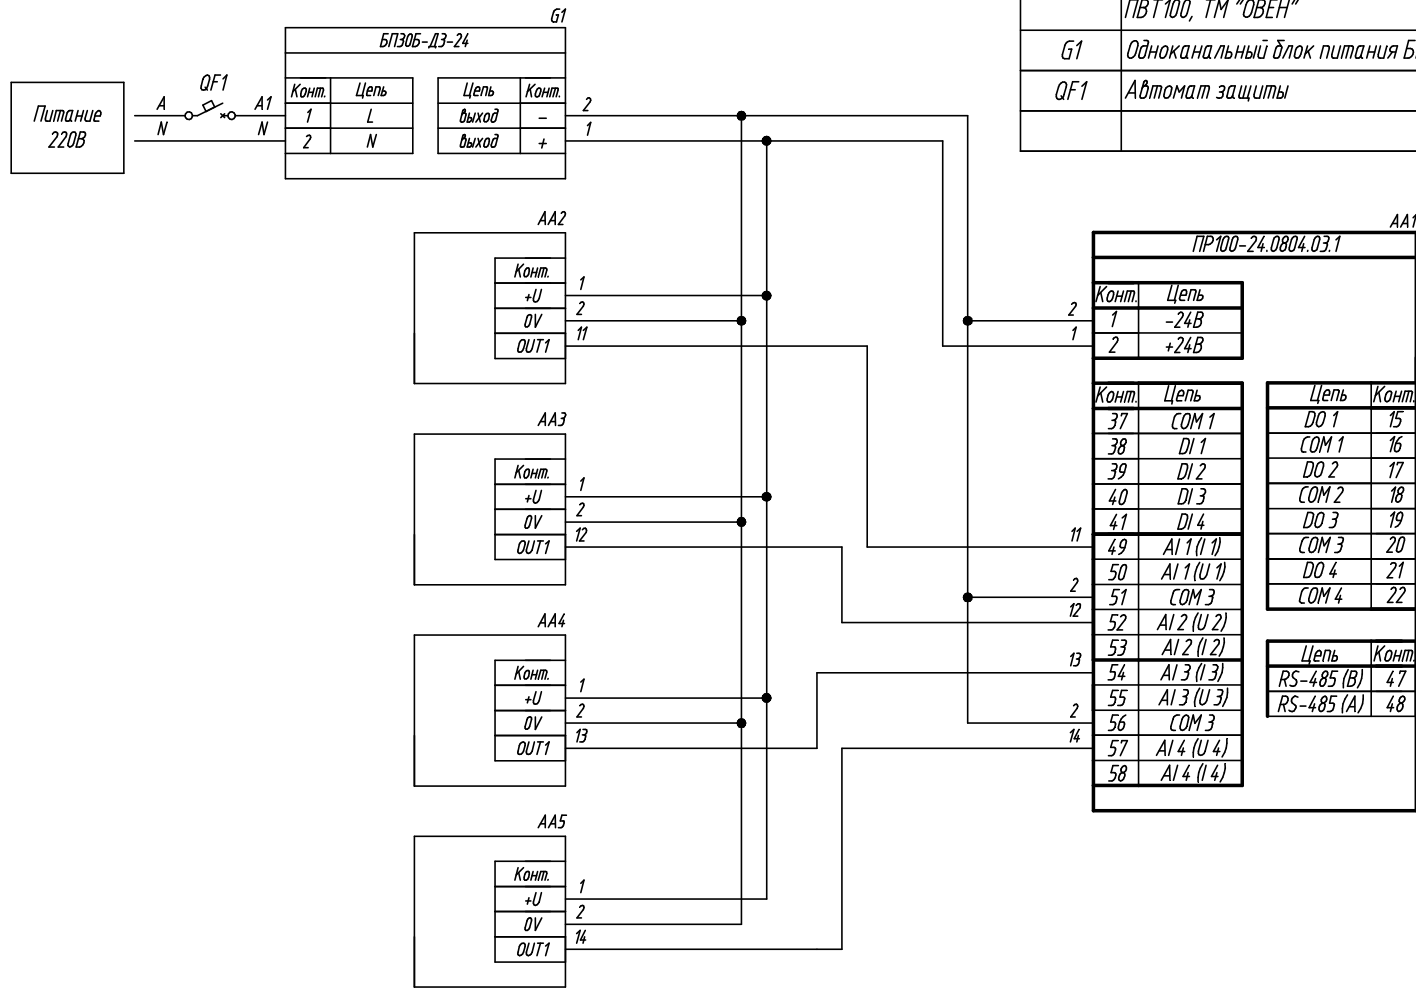 ПВТ100, ТМ "ОВЕН"
G1 Одноканальный блок питания Б
QF1 Автомат защиты
G1
БП30Б-Д3-24
Питание
220В
A QF1 A1
N N
Конт. Цепь
1 L
2 N
Цепь Конт.
выход -
выход +
2
1
AA2
Конт.
+U 1
0V 2
OUT1 11
AA3
Конт.
+U 1
0V 2
OUT1 12
AA4
Конт.
+U 1
0V 2
OUT1 13
AA5
Конт.
+U 1
0V 2
OUT1 14
AA1
ПР100-24.0804.03.1
Конт. Цепь
2 1 -24В
1 2 +24В
Конт. Цепь
37 COM 1
38 DI 1
39 DI 2
40 DI 3
41 DI 4
11 49 AI 1 (I 1)
50 AI 1 (U 1)
2 51 COM 3
12 52 AI 2 (U 2)
53 AI 2 (I 2)
13 54 AI 3 (I 3)
55 AI 3 (U 3)
2 56 COM 3
14 57 AI 4 (U 4)
58 AI 4 (I 4)
Цепь Конт.
DO 1 15
COM 1 16
DO 2 17
COM 2 18
DO 3 19
COM 3 20
DO 4 21
COM 4 22
Цепь Конт.
RS-485 (B) 47
RS-485 (A) 48